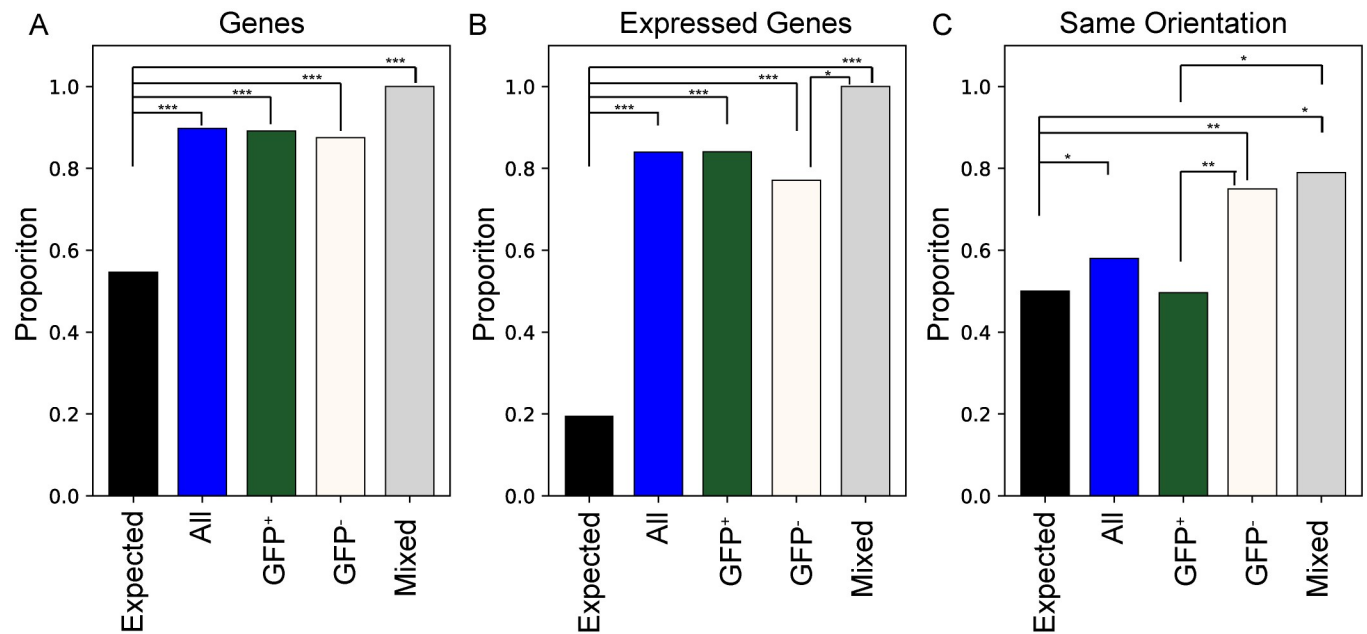 A
Genes
Proporiton
1.0
0.8
0.6
0.4
0.2
0.0
***
***
***
***
Expected
All
GFP⁺
GFP⁻
Mixed
B
Expressed Genes
Proporiton
1.0
0.8
0.6
0.4
0.2
0.0
***
***
*
***
***
Expected
All
GFP⁺
GFP⁻
Mixed
C
Same Orientation
Proporiton
1.0
0.8
0.6
0.4
0.2
0.0
*
*
**
*
**
Expected
All
GFP⁺
GFP⁻
Mixed